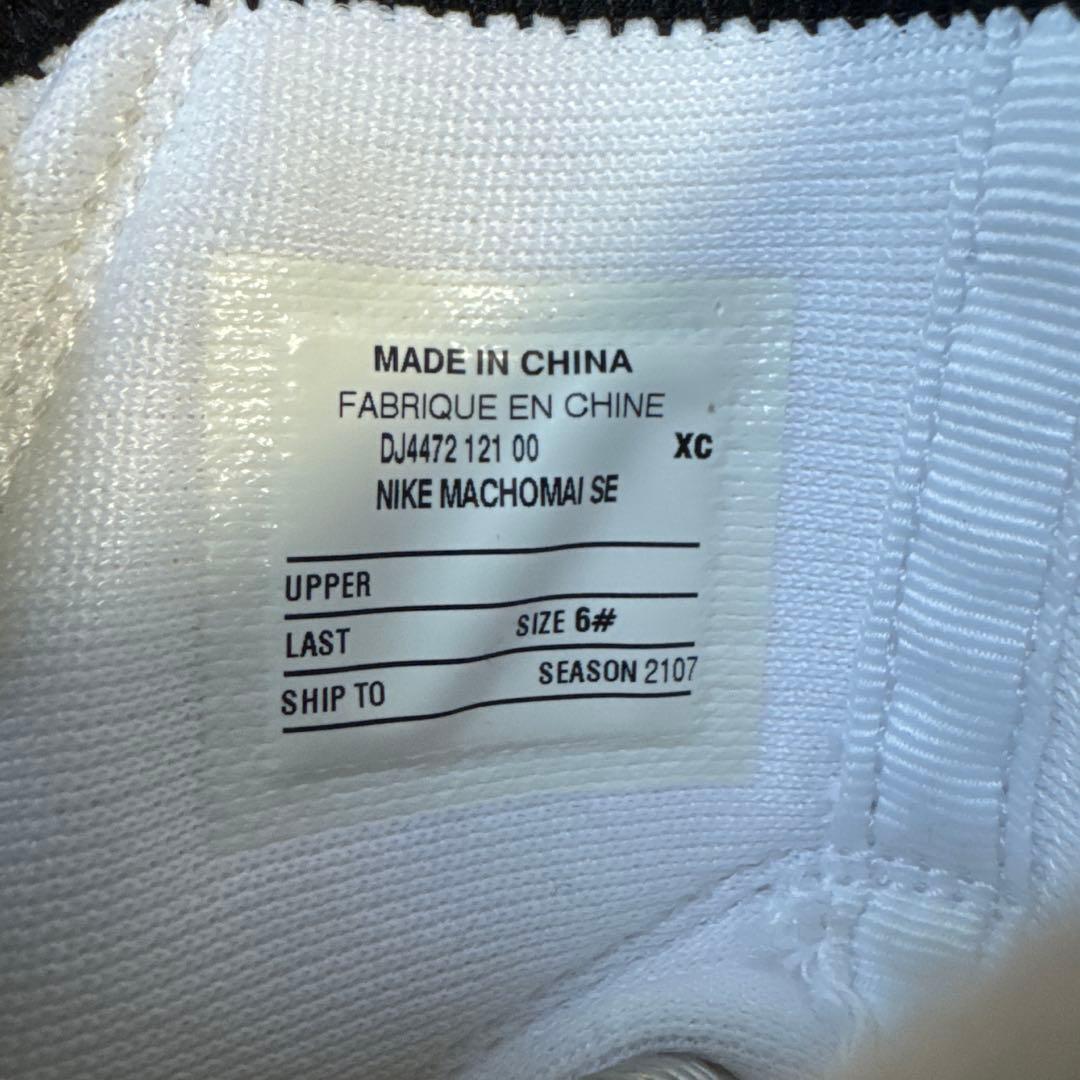 MADE IN CHINA
FABRIQUE EN CHINE
DJ4472 121 00 XC
NIKE MACHOMAI SE
UPPER
LAST SIZE 6#
SHIP TO SEASON 2107